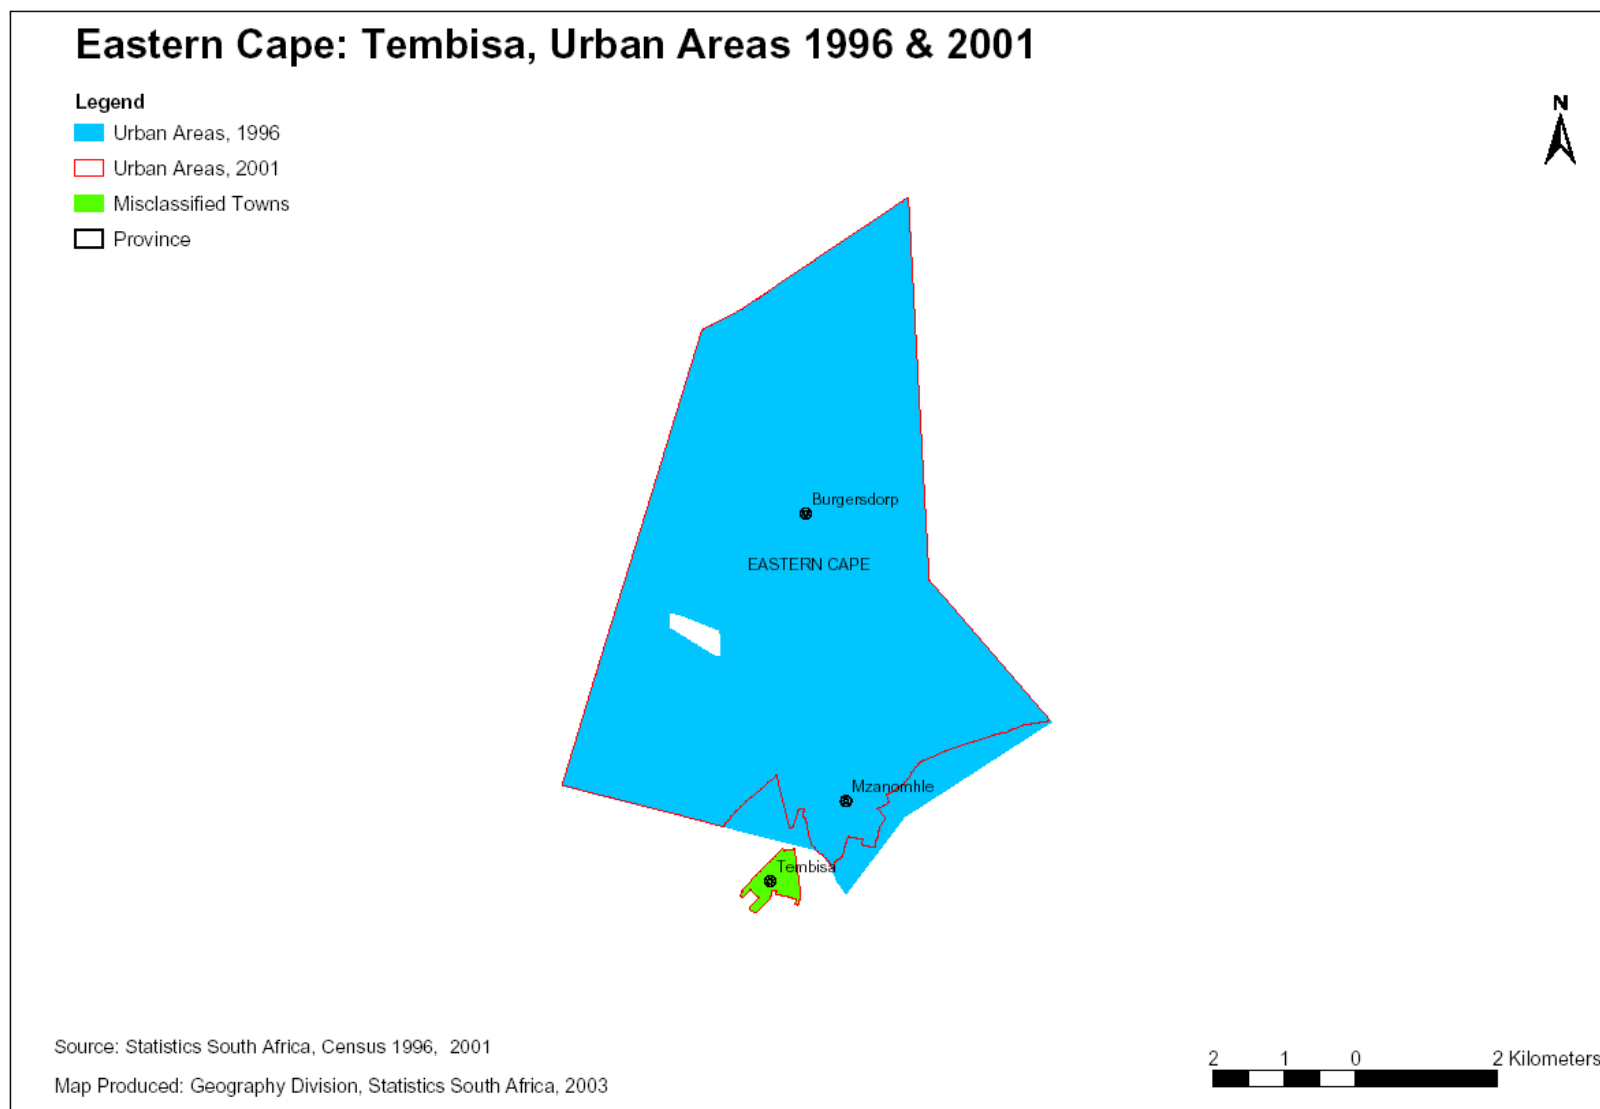 Eastern Cape: Tembisa, Urban Areas 1996 & 2001
Legend
Urban Areas, 1996
Urban Areas, 2001
Misclassified Towns
Province
N
Burgersdorp
EASTERN CAPE
Mzanomhle
Tembisa
Source: Statistics South Africa, Census 1996, 2001
Map Produced: Geography Division, Statistics South Africa, 2003
2 1 0 2 Kilometers